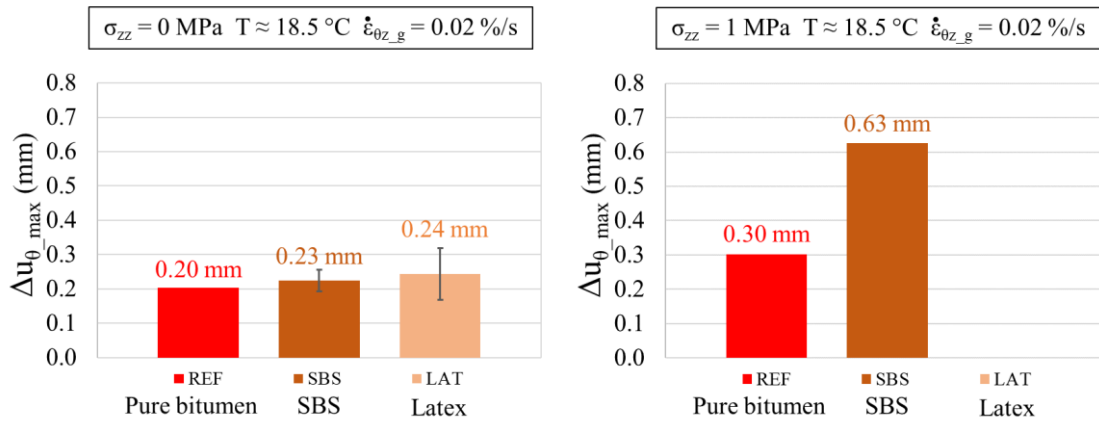 σzz = 0 MPa T ≈ 18.5 °C ε̇θz_g = 0.02 %/s
Δuθ_max (mm)
0.8
0.7
0.6
0.5
0.4
0.3
0.2
0.1
0.0
0.20 mm
0.23 mm
0.24 mm
REF SBS LAT
Pure bitumen SBS Latex
σzz = 1 MPa T ≈ 18.5 °C ε̇θz_g = 0.02 %/s
Δuθ_max (mm)
0.8
0.7
0.6
0.5
0.4
0.3
0.2
0.1
0.0
0.30 mm
0.63 mm
REF SBS LAT
Pure bitumen SBS Latex